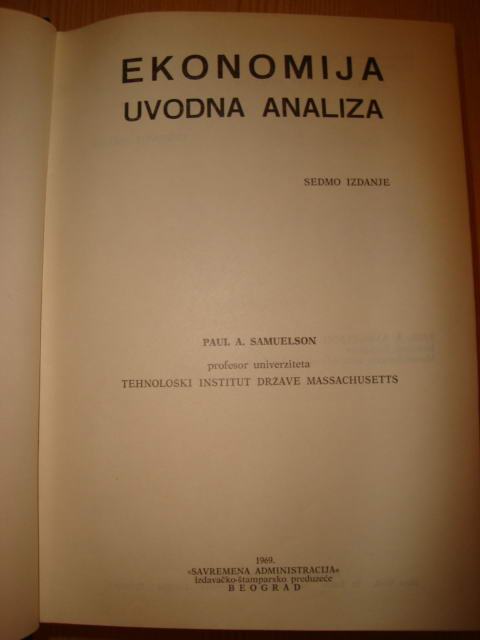 EKONOMIJA
UVODNA ANALIZA
SEDMO IZDANJE
PAUL A. SAMUELSON
profesor univerziteta
TEHNOLOŠKI INSTITUT DRŽAVE MASSACHUSETTS
1969.
»SAVREMENA ADMINISTRACIJA«
izdavačko-štamparsko preduzeće
BEOGRAD